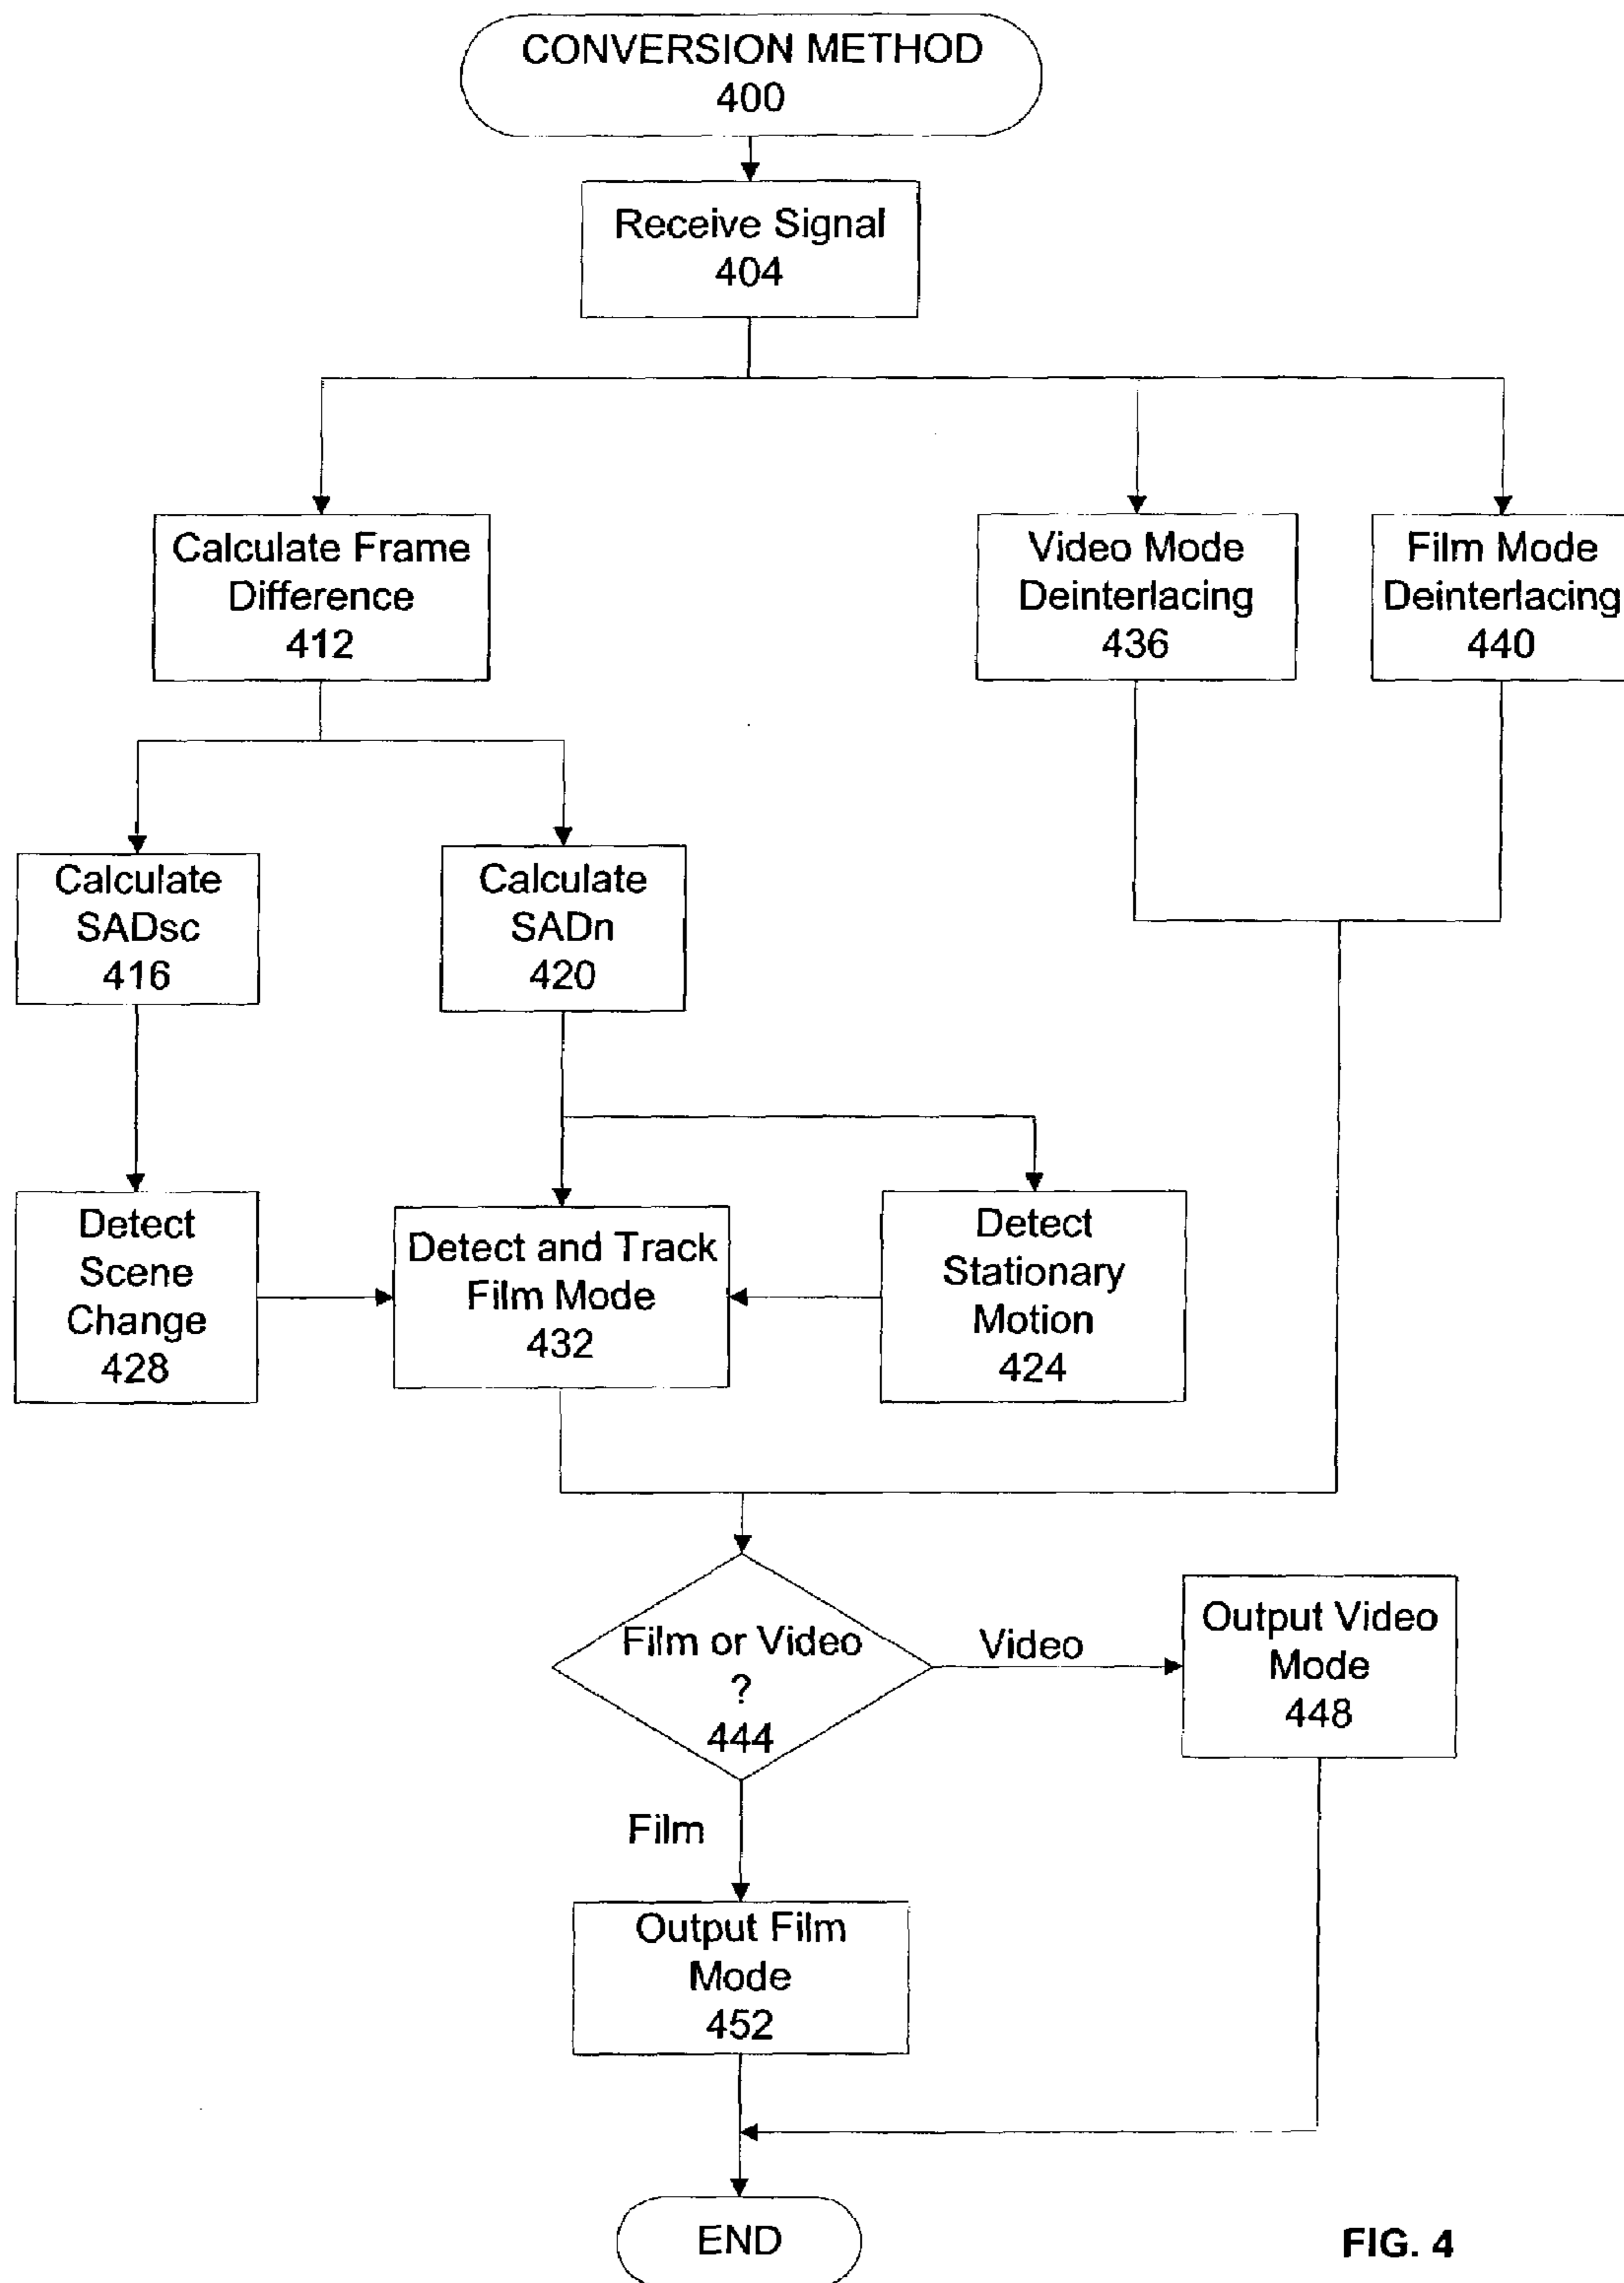 CONVERSION METHOD
400
Receive Signal
404
Calculate Frame
Difference
412
Video Mode
Deinterlacing
436
Film Mode
Deinterlacing
440
Calculate
SADsc
416
Calculate
SADn
420
Detect
Scene
Change
428
Detect and Track
Film Mode
432
Detect
Stationary
Motion
424
Film or Video
?
444
Video
Output Video
Mode
448
Film
Output Film
Mode
452
END
FIG. 4